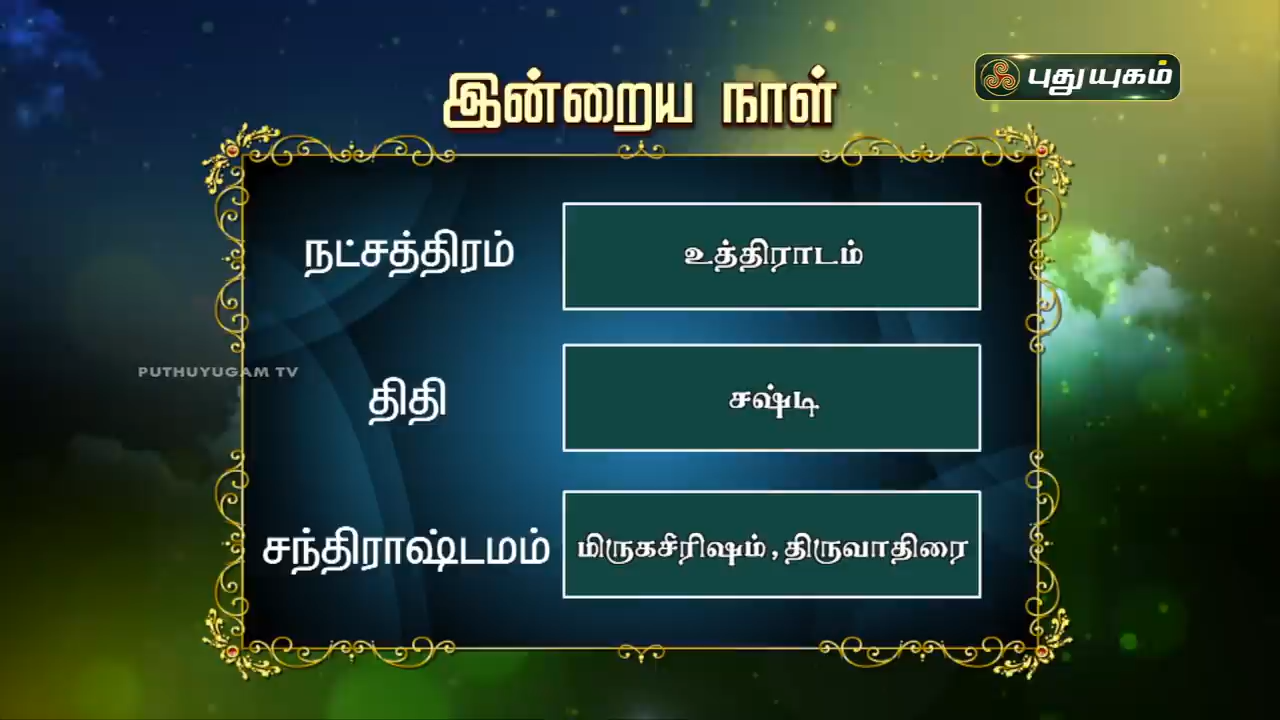 புதுயுகம்
இன்றைய நாள்
நட்சத்திரம் உத்திராடம்
PUTHUYUGAM TV
திதி சஷ்டி
சந்திராஷ்டமம் மிருகசீரிஷம் , திருவாதிரை